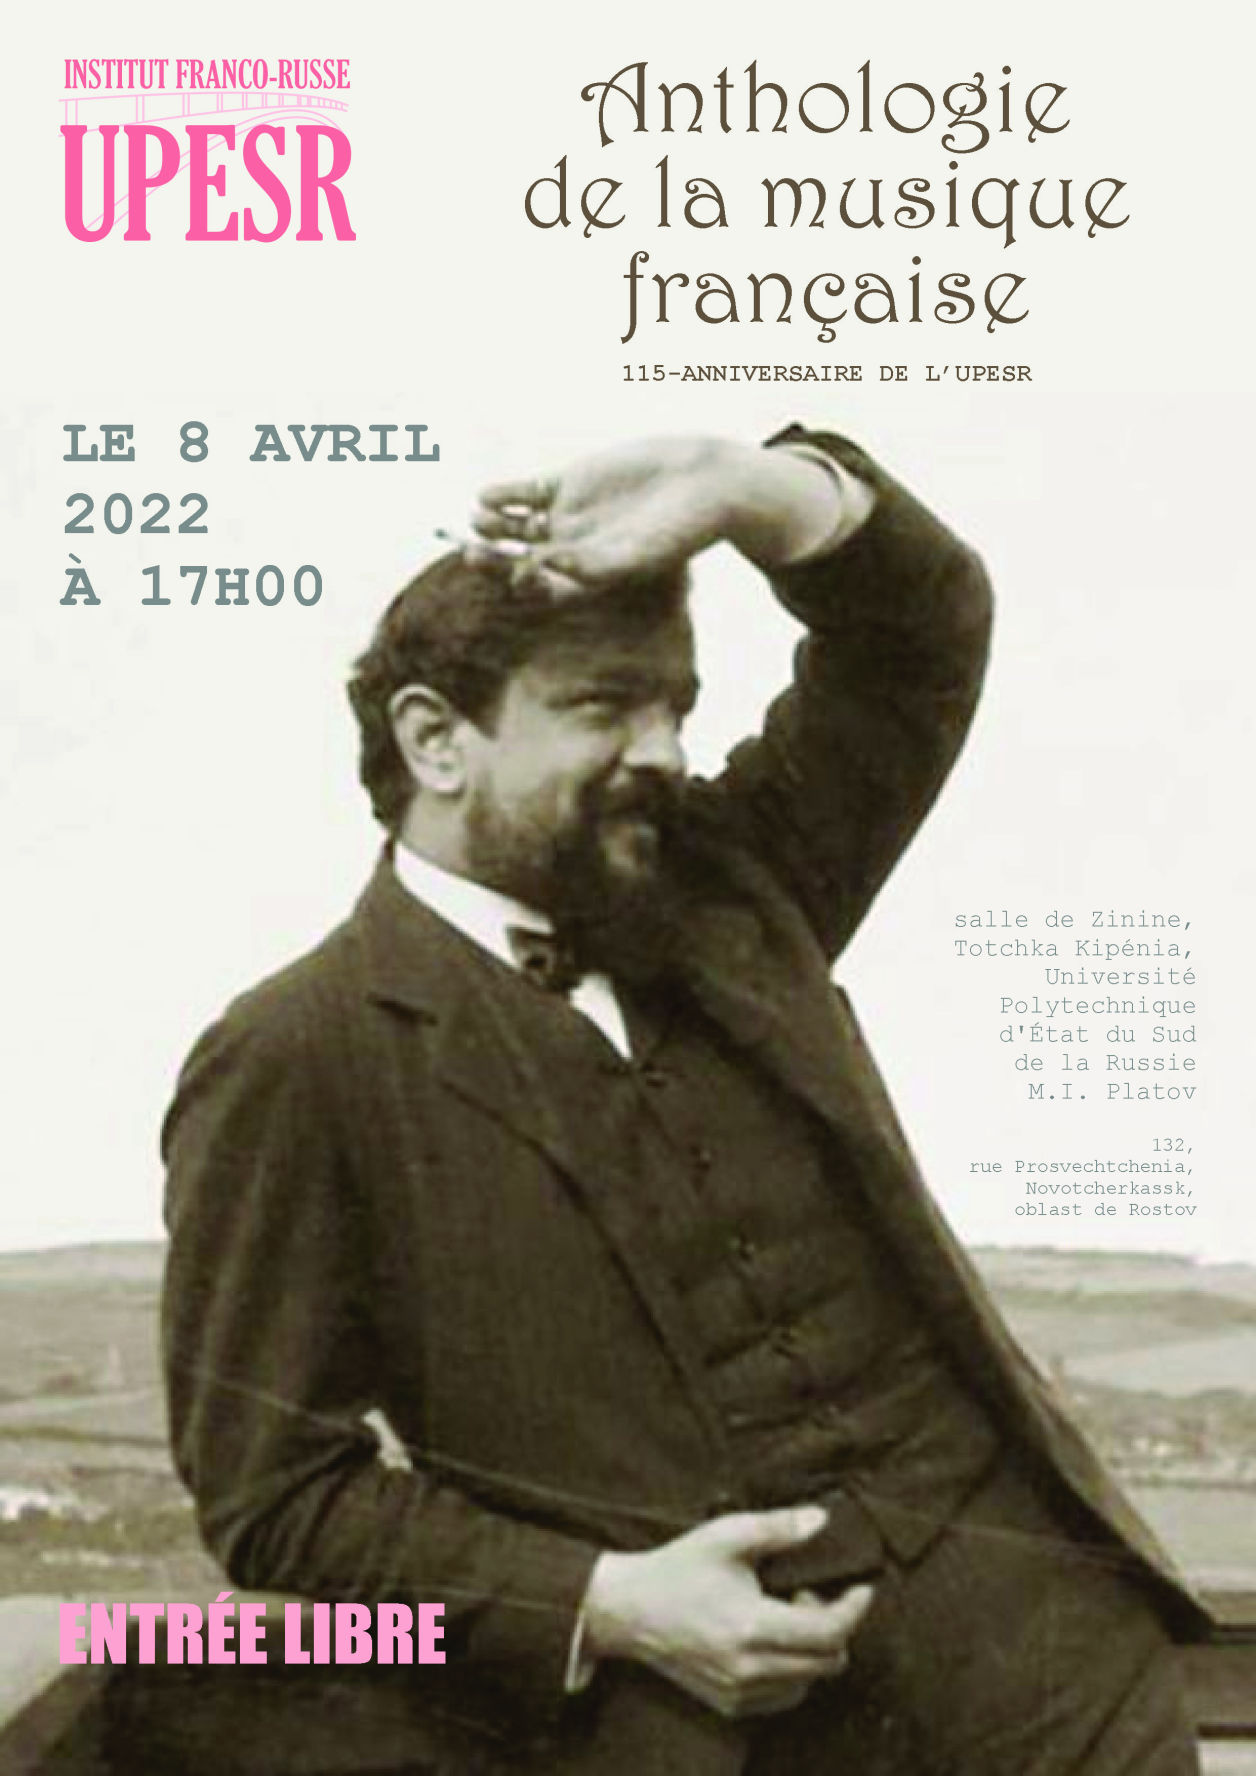 INSTITUT FRANCO-RUSSE
UPESR
Anthologie
de la musique
française
115-ANNIVERSAIRE DE L’UPESR
LE 8 AVRIL
2022
À 17H00
salle de Zinine,
Totchka Kipénia,
Université
Polytechnique
d'État du Sud
de la Russie
M.I. Platov
132,
rue Prosvechtchenia,
Novotcherkassk,
oblast de Rostov
ENTRÉE LIBRE